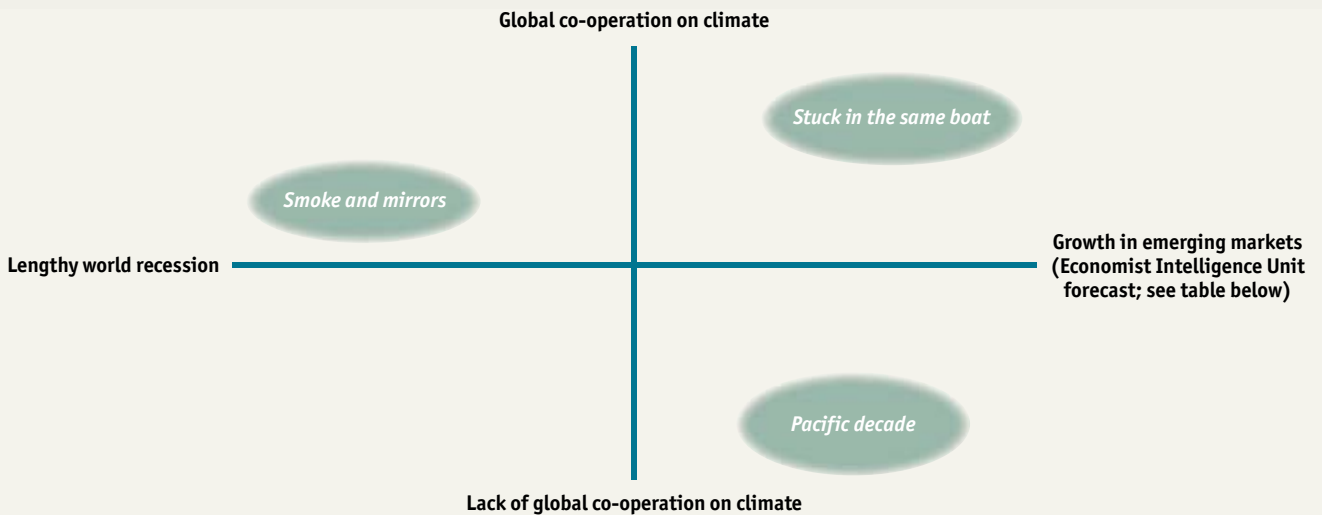 Global co-operation on climate
Stuck in the same boat
Smoke and mirrors
Lengthy world recession
Growth in emerging markets
(Economist Intelligence Unit
forecast; see table below)
Pacific decade
Lack of global co-operation on climate